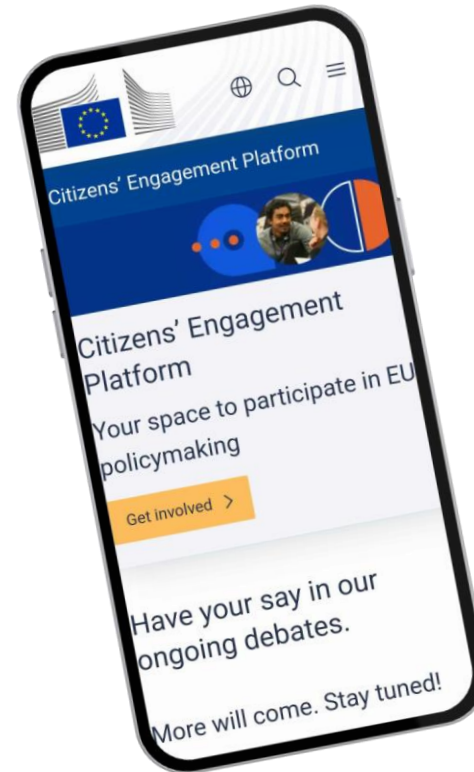 Citizens' Engagement Platform
Citizens' Engagement
Platform
Your space to participate in EU
policymaking
Get involved
Have your say in our
ongoing debates.
More will come. Stay tuned!